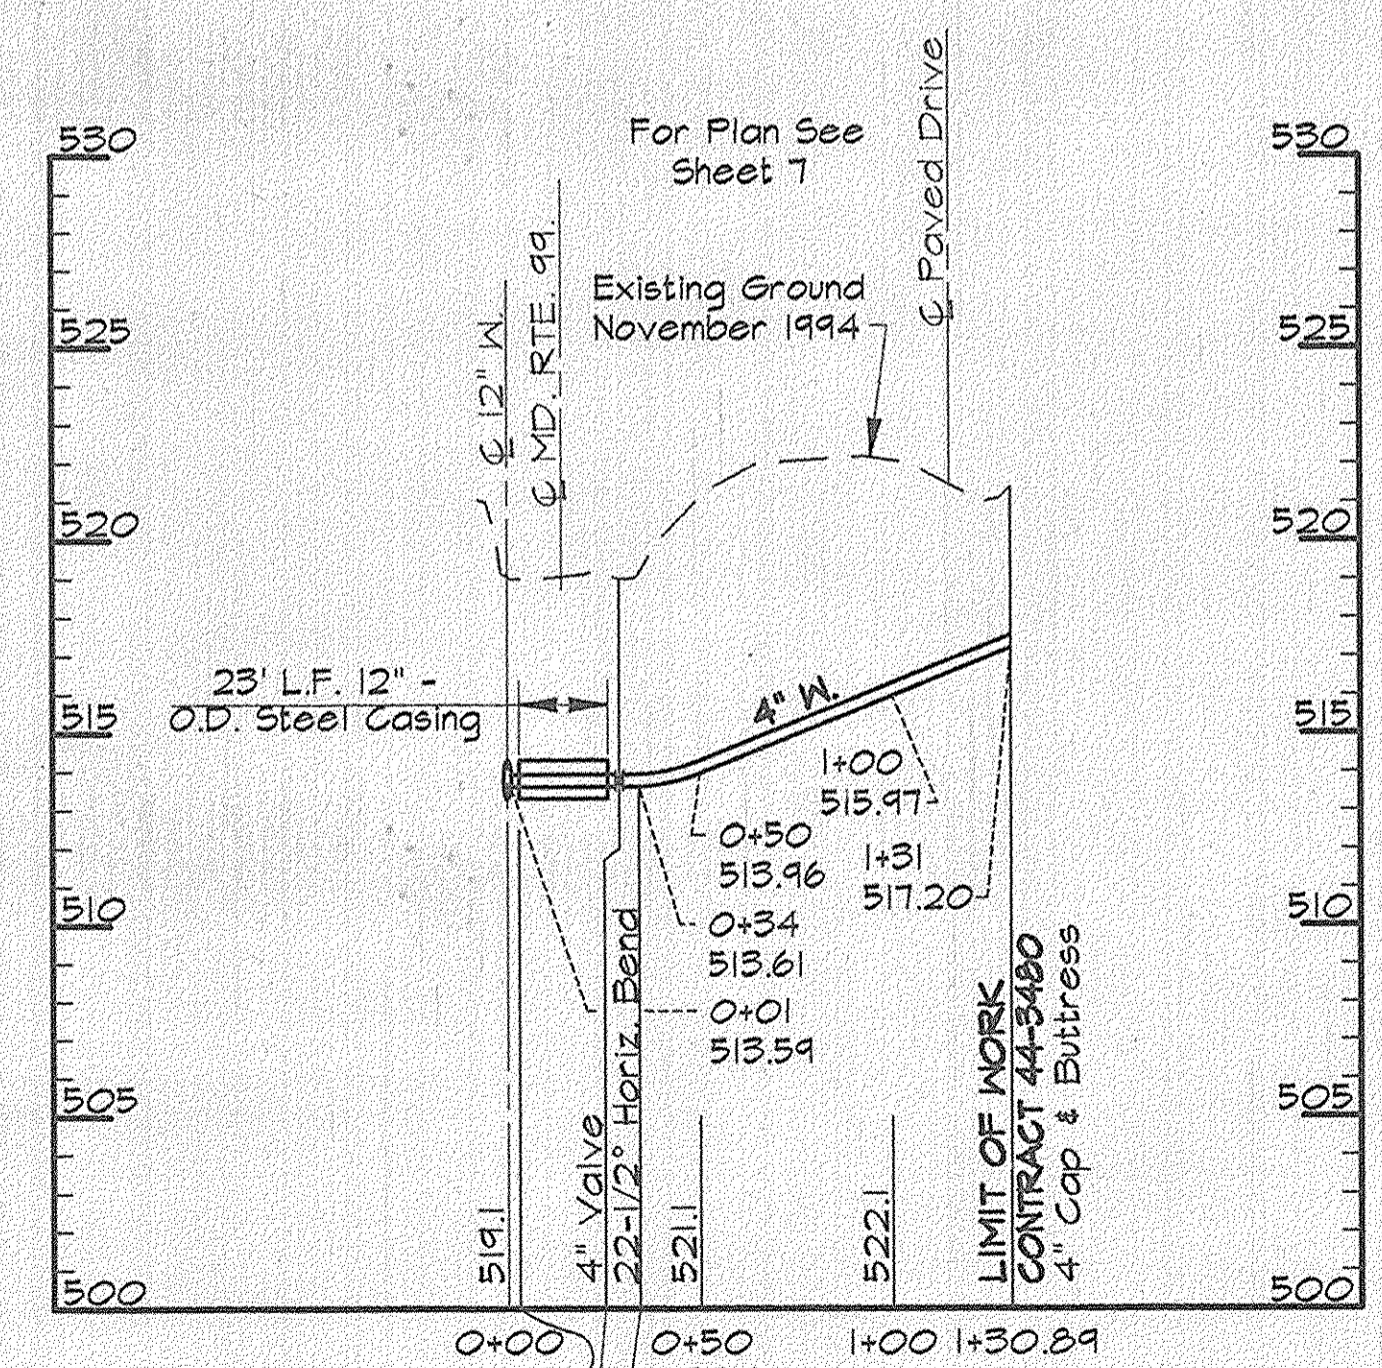 530
For Plan See
Sheet 7
℄ Paved Drive
530
Existing Ground
November 1994
℄ 12" W.
℄ MD. RTE. 99.
525
525
520
520
23' L.F. 12" -
O.D. Steel Casing
4" W.
515
515
1+00
515.97
0+50
513.96
1+31
517.20
510
510
0+34
513.61
0+01
513.59
505
505
519.1
4" Valve
22-1/2° Horiz. Bend
521.1
522.1
LIMIT OF WORK
CONTRACT 44-3480
4" Cap & Buttress
500
500
0+00
0+50
1+00
1+30.89